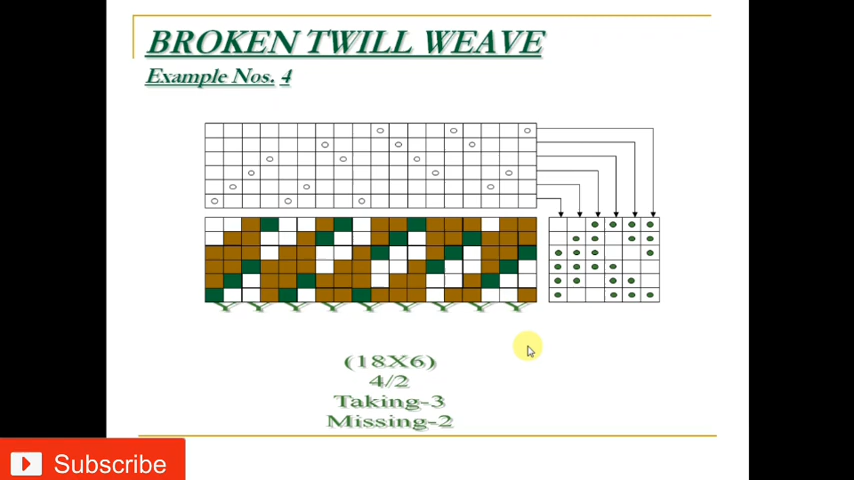 BROKEN TWILL WEAVE
Example Nos. 4
(18X6)
4/2
Taking-3
Missing-2
Subscribe